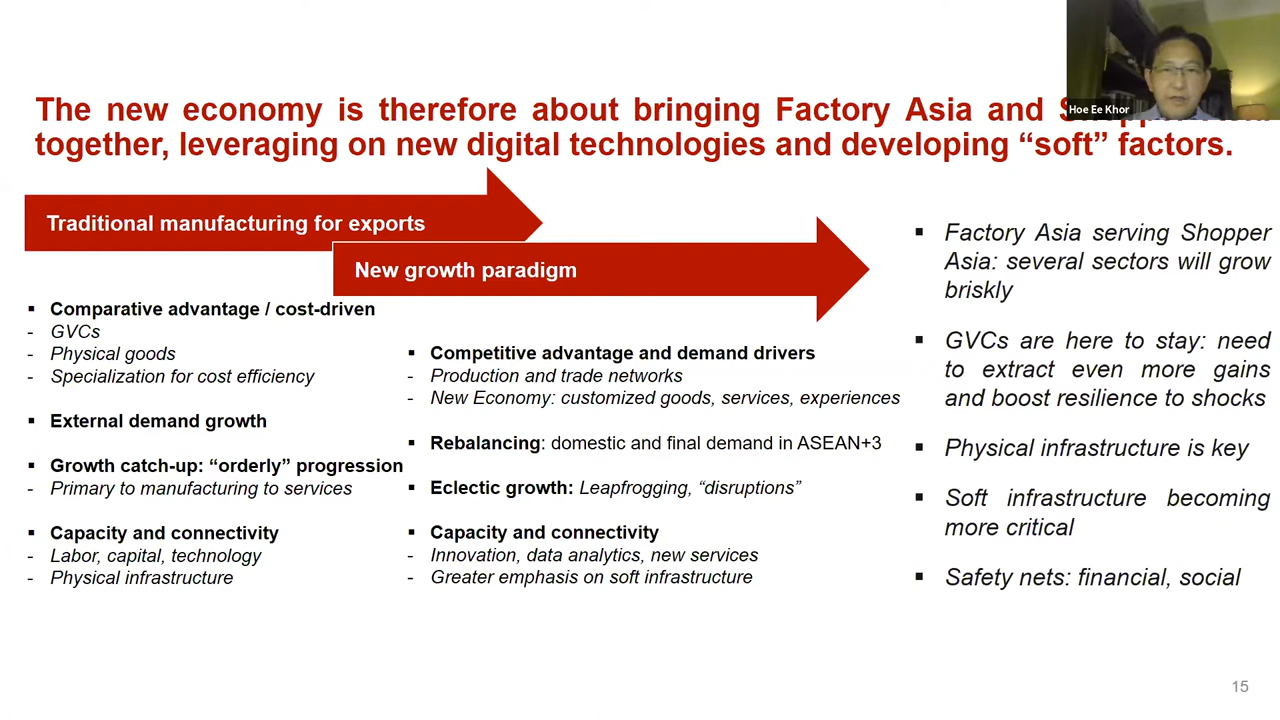 The new economy is therefore about bringing Factory Asia and
together, leveraging on new digital technologies and developing “soft” factors.
Hoe Ee Khor
Traditional manufacturing for exports
New growth paradigm
▪ Comparative advantage / cost-driven
- GVCs
- Physical goods
- Specialization for cost efficiency
▪ External demand growth
▪ Growth catch-up: “orderly” progression
- Primary to manufacturing to services
▪ Capacity and connectivity
- Labor, capital, technology
- Physical infrastructure
▪ Competitive advantage and demand drivers
- Production and trade networks
- New Economy: customized goods, services, experiences
▪ Rebalancing: domestic and final demand in ASEAN+3
▪ Eclectic growth: Leapfrogging, “disruptions”
▪ Capacity and connectivity
- Innovation, data analytics, new services
- Greater emphasis on soft infrastructure
▪ Factory Asia serving Shopper
Asia: several sectors will grow
briskly
▪ GVCs are here to stay: need
to extract even more gains
and boost resilience to shocks
▪ Physical infrastructure is key
▪ Soft infrastructure becoming
more critical
▪ Safety nets: financial, social
15